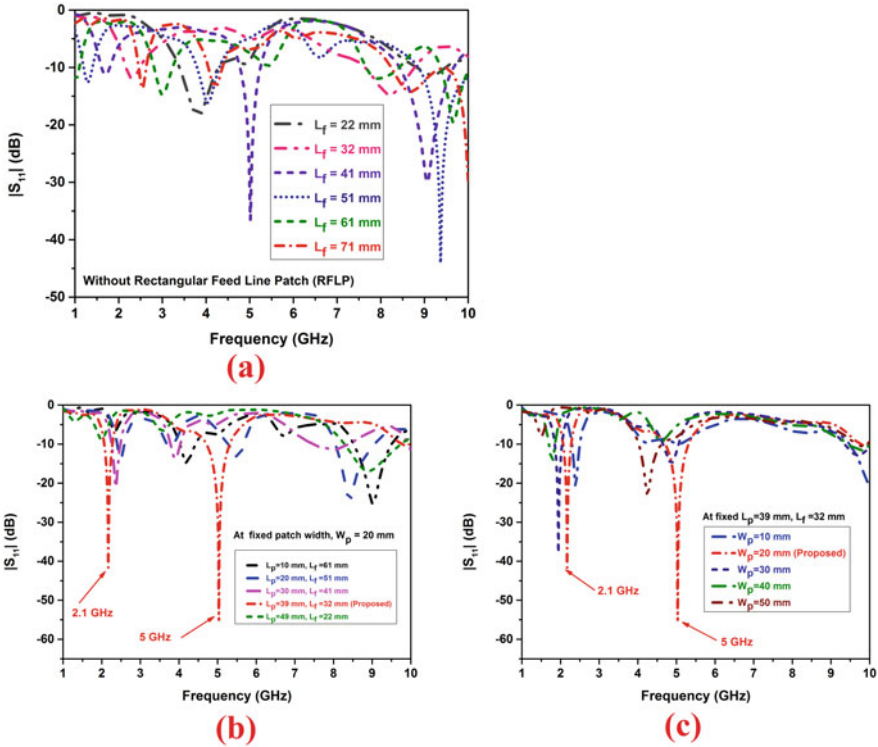 0
-10
-20
-30
-40
-50
|S11| (dB)
Lf = 22 mm
Lf = 32 mm
Lf = 41 mm
Lf = 51 mm
Lf = 61 mm
Lf = 71 mm
Without Rectangular Feed Line Patch (RFLP)
1 2 3 4 5 6 7 8 9 10
Frequency (GHz)
(a)
0
-10
-20
-30
-40
-50
-60
|S11| (dB)
At fixed patch width, Wp = 20 mm
Lp=10 mm, Lf =61 mm
Lp=20 mm, Lf =51 mm
Lp=30 mm, Lf =41 mm
Lp=39 mm, Lf =32 mm (Proposed)
Lp=49 mm, Lf =22 mm
2.1 GHz
5 GHz
1 2 3 4 5 6 7 8 9 10
Frequency (GHz)
(b)
0
-10
-20
-30
-40
-50
-60
|S11| (dB)
At fixed Lp=39 mm, Lf =32 mm
Wp=10 mm
Wp=20 mm (Proposed)
Wp=30 mm
Wp=40 mm
Wp=50 mm
2.1 GHz
5 GHz
1 2 3 4 5 6 7 8 9 10
Frequency (GHz)
(c)